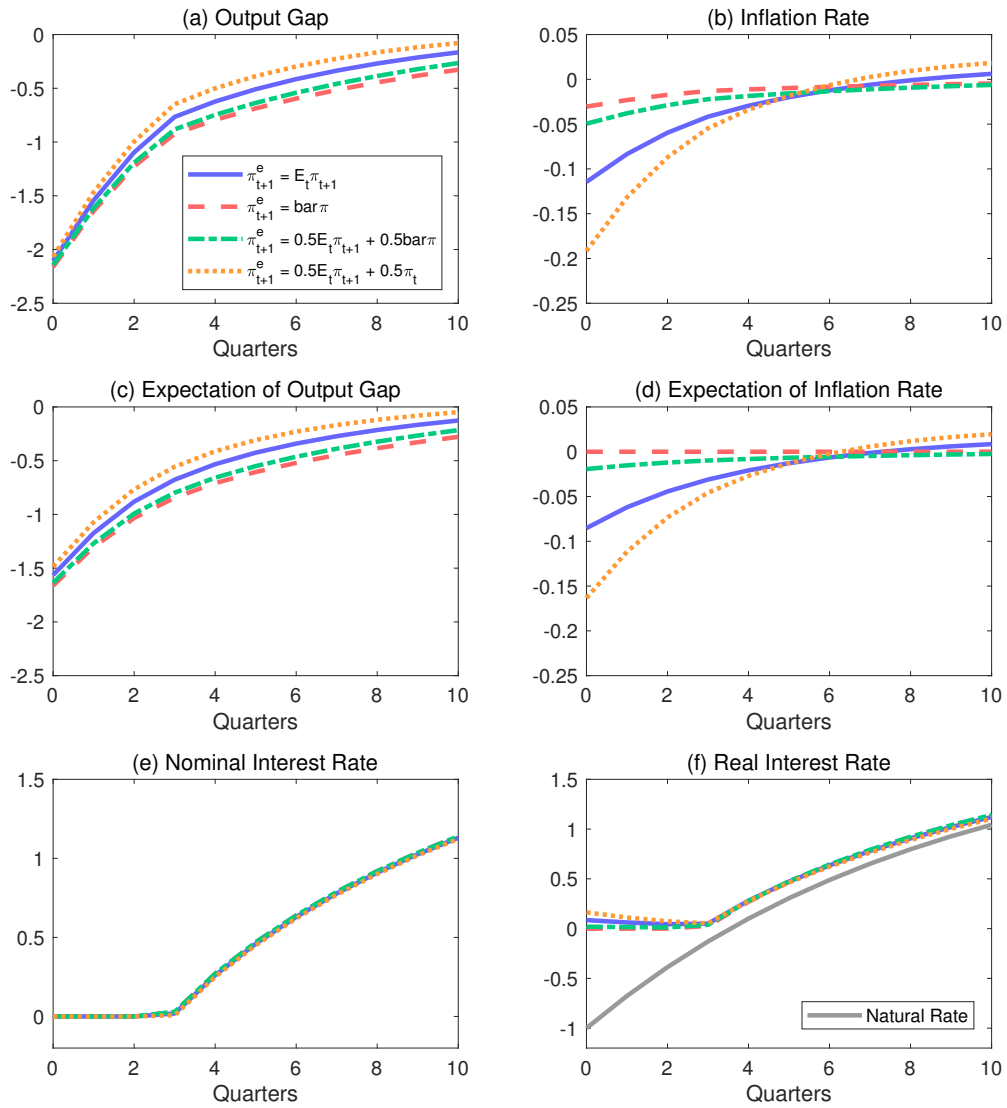 (a) Output Gap
0
-0.5
-1
-1.5
-2
-2.5
0 2 4 6 8 10
Quarters
π^e_{t+1} = E_tπ_{t+1}
π^e_{t+1} = barπ
π^e_{t+1} = 0.5E_tπ_{t+1} + 0.5barπ
π^e_{t+1} = 0.5E_tπ_{t+1} + 0.5π_t
(b) Inflation Rate
0.05
0
-0.05
-0.1
-0.15
-0.2
-0.25
0 2 4 6 8 10
Quarters
(c) Expectation of Output Gap
0
-0.5
-1
-1.5
-2
-2.5
0 2 4 6 8 10
Quarters
(d) Expectation of Inflation Rate
0.05
0
-0.05
-0.1
-0.15
-0.2
-0.25
0 2 4 6 8 10
Quarters
(e) Nominal Interest Rate
1.5
1
0.5
0
0 2 4 6 8 10
Quarters
(f) Real Interest Rate
1.5
1
0.5
0
-0.5
-1
Natural Rate
0 2 4 6 8 10
Quarters